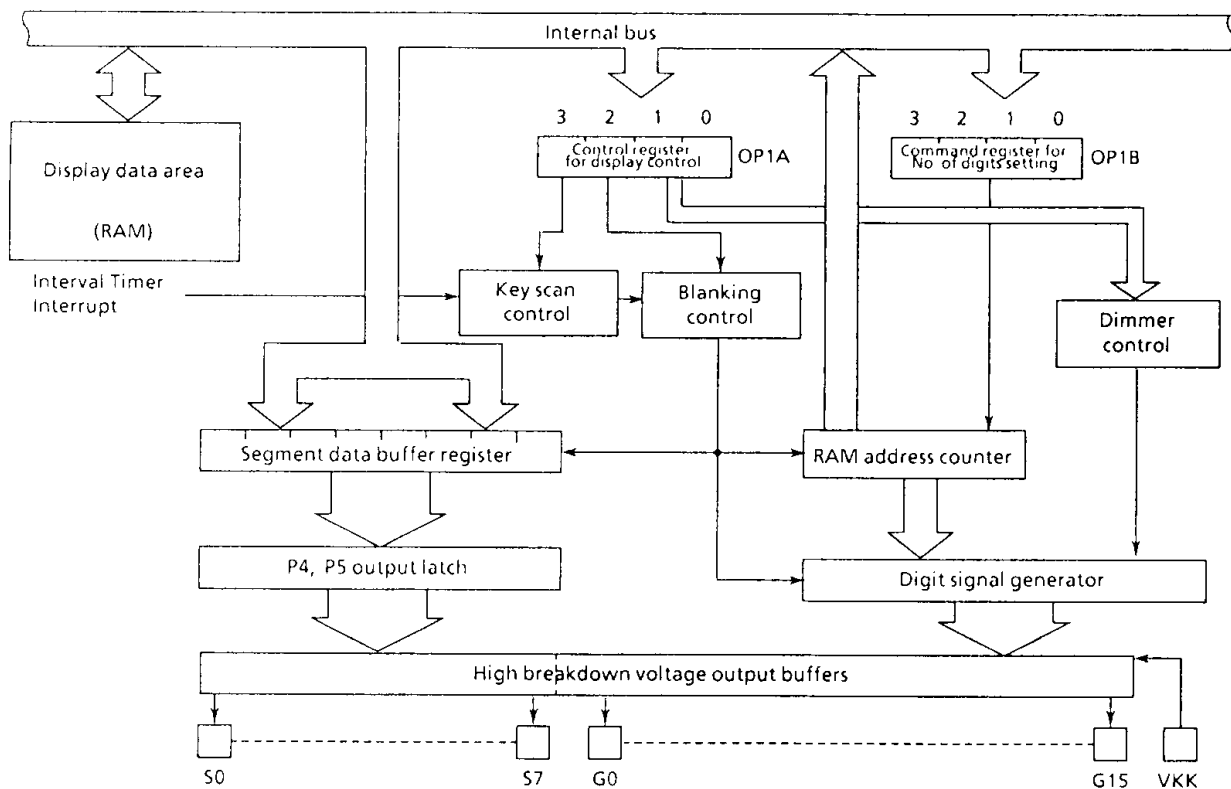 Internal bus
3 2 1 0
3 2 1 0
Display data area
(RAM)
Control register
for display control
OP1A
Command register for
No. of digits setting
OP1B
Interval Timer
Interrupt
Key scan
control
Blanking
control
Dimmer
control
Segment data buffer register
RAM address counter
P4, P5 output latch
Digit signal generator
High breakdown voltage output buffers
S0
S7
G0
G15
VKK